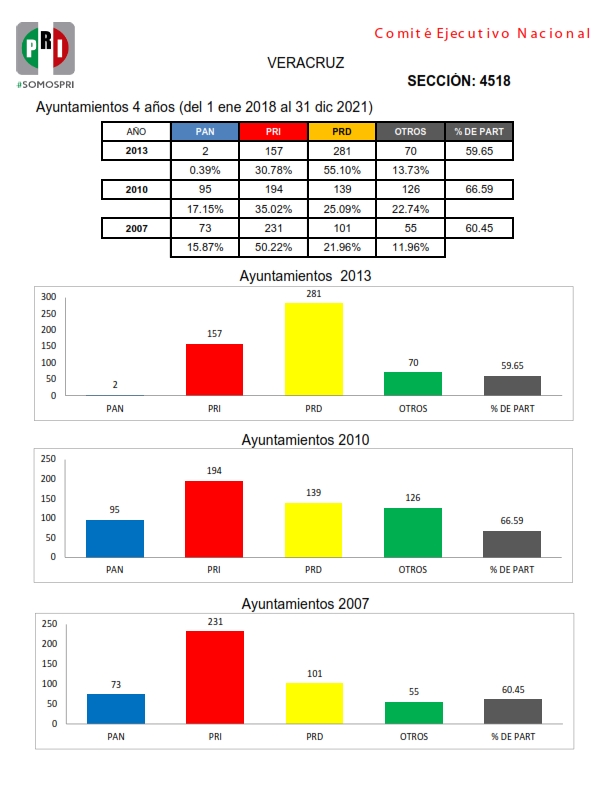 Comité Ejecutivo Nacional
PRI
#SOMOSPRI
VERACRUZ
SECCIÓN: 4518
Ayuntamientos 4 años (del 1 ene 2018 al 31 dic 2021)
AÑO PAN PRI PRD OTROS % DE PART
2013 2 157 281 70 59.65
0.39% 30.78% 55.10% 13.73%
2010 95 194 139 126 66.59
17.15% 35.02% 25.09% 22.74%
2007 73 231 101 55 60.45
15.87% 50.22% 21.96% 11.96%
Ayuntamientos 2013
300
250
200
150
100
50
0
2 157 281 70 59.65
PAN PRI PRD OTROS % DE PART
Ayuntamientos 2010
250
200
150
100
50
0
95 194 139 126 66.59
PAN PRI PRD OTROS % DE PART
Ayuntamientos 2007
250
200
150
100
50
0
73 231 101 55 60.45
PAN PRI PRD OTROS % DE PART